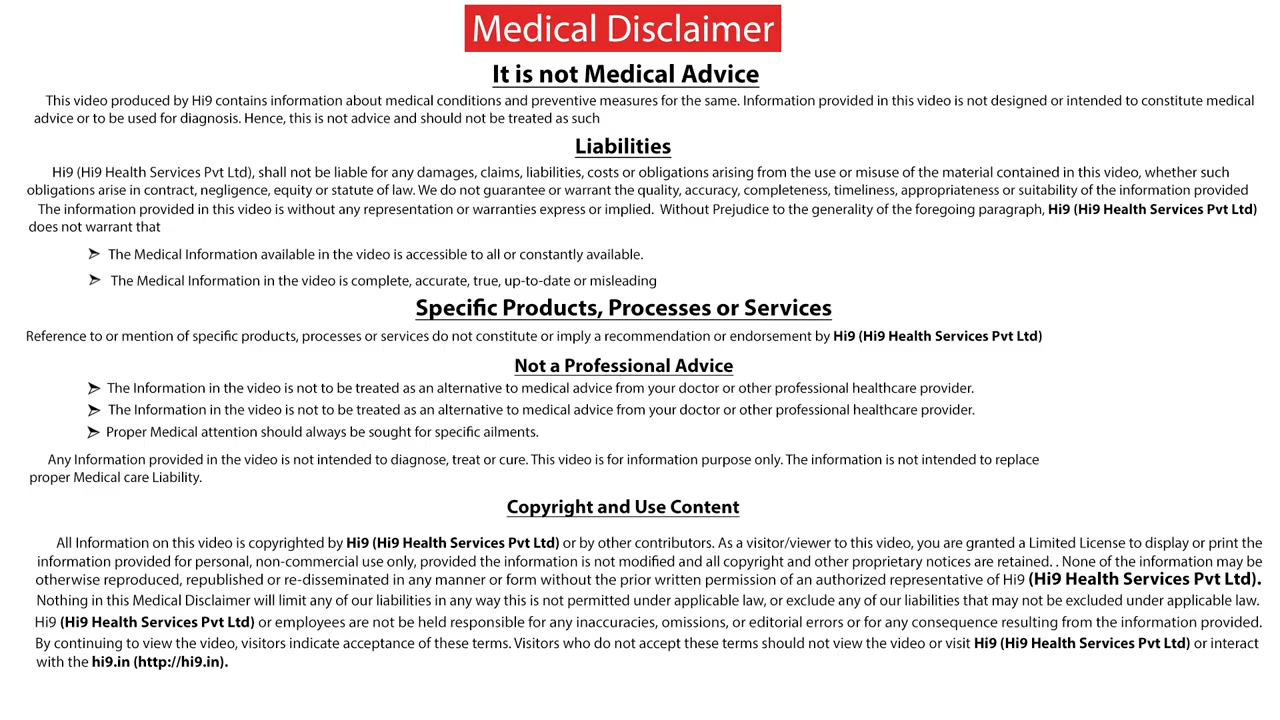 Medical Disclaimer
It is not Medical Advice
This video produced by Hi9 contains information about medical conditions and preventive measures for the same. Information provided in this video is not designed or intended to constitute medical
advice or to be used for diagnosis. Hence, this is not advice and should not be treated as such
Liabilities
Hi9 (Hi9 Health Services Pvt Ltd), shall not be liable for any damages, claims, liabilities, costs or obligations arising from the use or misuse of the material contained in this video, whether such
obligations arise in contract, negligence, equity or statute of law. We do not guarantee or warrant the quality, accuracy, completeness, timeliness, appropriateness or suitability of the information provided
The information provided in this video is without any representation or warranties express or implied. Without Prejudice to the generality of the foregoing paragraph, Hi9 (Hi9 Health Services Pvt Ltd)
does not warrant that
➢ The Medical Information available in the video is accessible to all or constantly available.
➢ The Medical Information in the video is complete, accurate, true, up-to-date or misleading
Specific Products, Processes or Services
Reference to or mention of specific products, processes or services do not constitute or imply a recommendation or endorsement by Hi9 (Hi9 Health Services Pvt Ltd)
Not a Professional Advice
➢ The Information in the video is not to be treated as an alternative to medical advice from your doctor or other professional healthcare provider.
➢ The Information in the video is not to be treated as an alternative to medical advice from your doctor or other professional healthcare provider.
➢ Proper Medical attention should always be sought for specific ailments.
Any Information provided in the video is not intended to diagnose, treat or cure. This video is for information purpose only. The information is not intended to replace
proper Medical care Liability.
Copyright and Use Content
All Information on this video is copyrighted by Hi9 (Hi9 Health Services Pvt Ltd) or by other contributors. As a visitor/viewer to this video, you are granted a Limited License to display or print the
information provided for personal, non-commercial use only, provided the information is not modified and all copyright and other proprietary notices are retained. . None of the information may be
otherwise reproduced, republished or re-disseminated in any manner or form without the prior written permission of an authorized representative of Hi9 (Hi9 Health Services Pvt Ltd).
Nothing in this Medical Disclaimer will limit any of our liabilities in any way this is not permitted under applicable law, or exclude any of our liabilities that may not be excluded under applicable law.
Hi9 (Hi9 Health Services Pvt Ltd) or employees are not be held responsible for any inaccuracies, omissions, or editorial errors or for any consequence resulting from the information provided.
By continuing to view the video, visitors indicate acceptance of these terms. Visitors who do not accept these terms should not view the video or visit Hi9 (Hi9 Health Services Pvt Ltd) or interact
with the hi9.in (http://hi9.in).